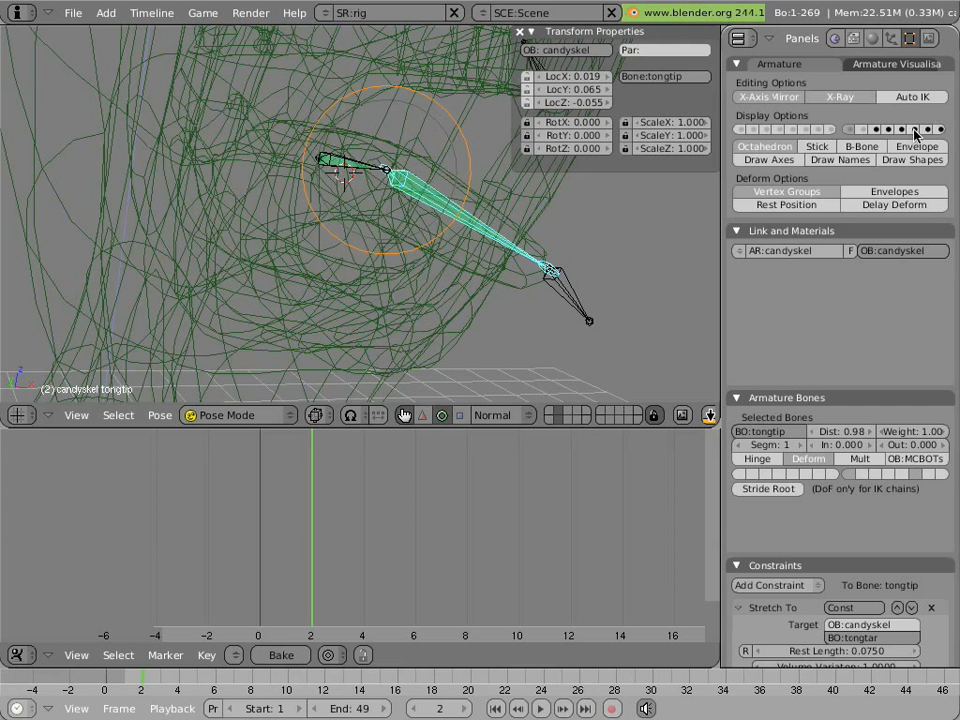 File Add Timeline Game Render Help SR:rig SCE:Scene www.blender.org 244.1 Bo:1-269 | Mem:22.51M (0.33M)
Transform Properties
OB: candyskel Par:
LocX: 0.019 Bone:tongtip
LocY: 0.065
LocZ: -0.055
RotX: 0.000 ScaleX: 1.000
RotY: 0.000 ScaleY: 1.000
RotZ: 0.000 ScaleZ: 1.000
(2) candyskel tongtip
View Select Pose Pose Mode Normal
-6 -4 -2 0 2 4 6 8 10 12 14 16
View Select Marker Key Bake
Panels
Armature Armature Visualisa
Editing Options
X-Axis Mirror X-Ray Auto IK
Display Options
Octahedron Stick B-Bone Envelope
Draw Axes Draw Names Draw Shapes
Deform Options
Vertex Groups Envelopes
Rest Position Delay Deform
Link and Materials
AR:candyskel F OB:candyskel
Armature Bones
Selected Bones
BO:tongtip Dist: 0.98 Weight: 1.00
Segm: 1 In: 0.000 Out: 0.000
Hinge Deform Mult OB:MCBOTs
Stride Root (DoF only for IK chains)
Constraints
Add Constraint To Bone: tongtip
Stretch To Const X
Target OB:candyskel
BO:tongtar
R Rest Length: 0.0750
Volume Variation: 1.0000
-4 -2 0 2 4 6 8 10 12 14 16 18 20 22 24 26 28 30 32 34 36 38 40 42 44 46
View Frame Playback Pr Start: 1 End: 49 2